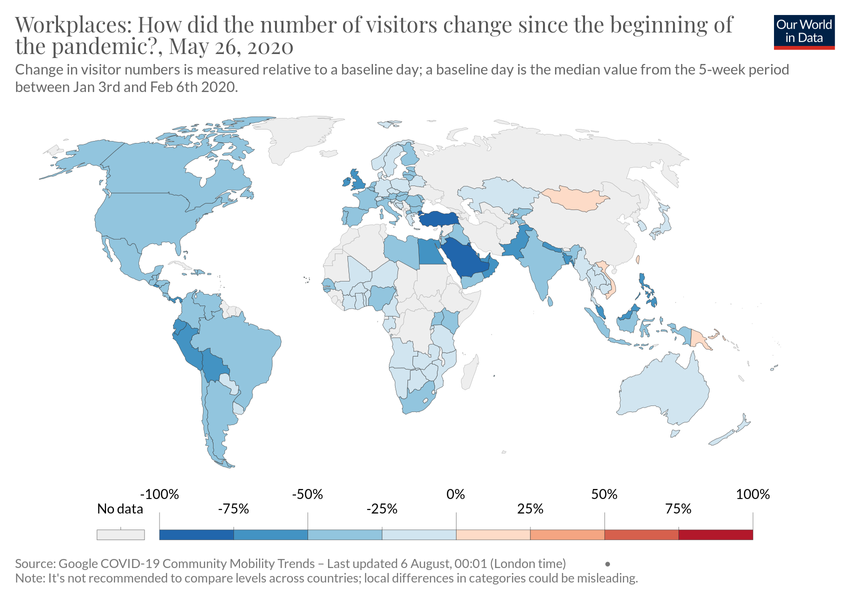 Workplaces: How did the number of visitors change since the beginning of
the pandemic?, May 26, 2020
Our World
in Data
Change in visitor numbers is measured relative to a baseline day; a baseline day is the median value from the 5-week period
between Jan 3rd and Feb 6th 2020.
-100% -50% 0% 50% 100%
No data -75% -25% 25% 75%
Source: Google COVID-19 Community Mobility Trends – Last updated 6 August, 00:01 (London time)
Note: It's not recommended to compare levels across countries; local differences in categories could be misleading.